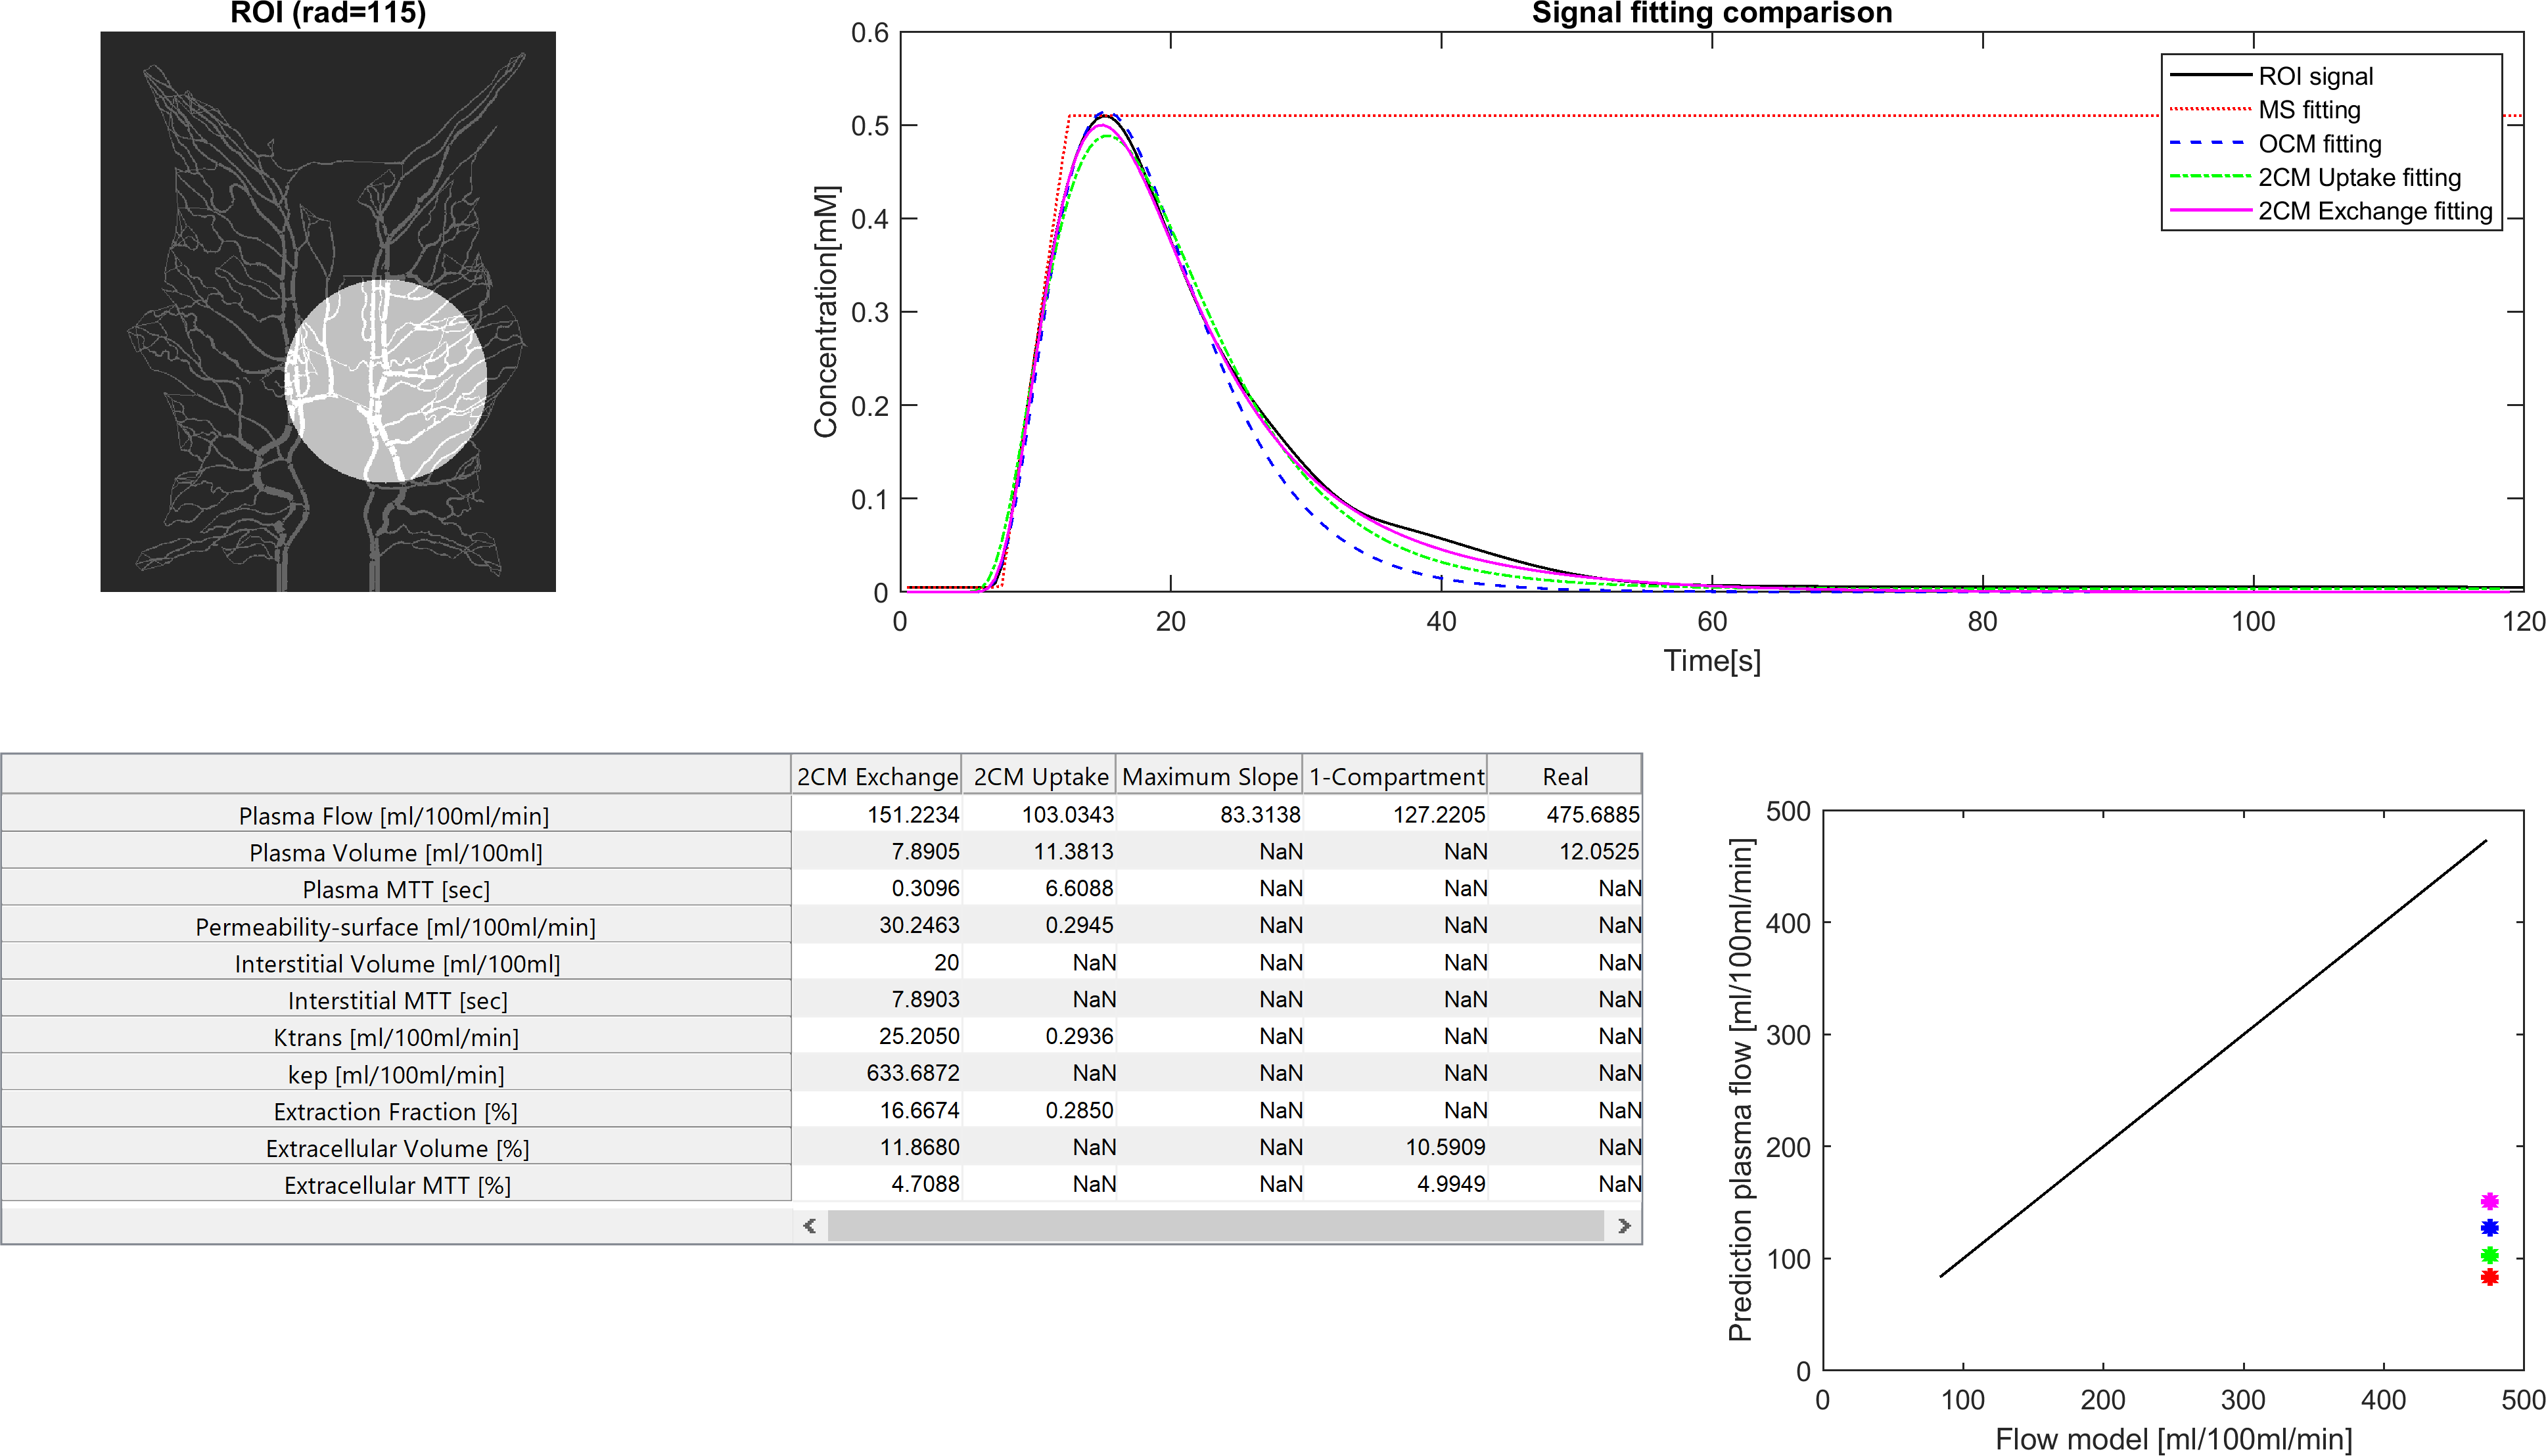 ROI (rad=115)
Signal fitting comparison
0.6
0.5
0.4
0.3
0.2
0.1
0
Concentration[mM]
ROI signal
MS fitting
OCM fitting
2CM Uptake fitting
2CM Exchange fitting
0 20 40 60 80 100 120
Time[s]
2CM Exchange 2CM Uptake Maximum Slope 1-Compartment Real
Plasma Flow [ml/100ml/min] 151.2234 103.0343 83.3138 127.2205 475.6885
Plasma Volume [ml/100ml] 7.8905 11.3813 NaN NaN 12.0525
Plasma MTT [sec] 0.3096 6.6088 NaN NaN NaN
Permeability-surface [ml/100ml/min] 30.2463 0.2945 NaN NaN NaN
Interstitial Volume [ml/100ml] 20 NaN NaN NaN NaN
Interstitial MTT [sec] 7.8903 NaN NaN NaN NaN
Ktrans [ml/100ml/min] 25.2050 0.2936 NaN NaN NaN
kep [ml/100ml/min] 633.6872 NaN NaN NaN NaN
Extraction Fraction [%] 16.6674 0.2850 NaN NaN NaN
Extracellular Volume [%] 11.8680 NaN NaN 10.5909 NaN
Extracellular MTT [%] 4.7088 NaN NaN 4.9949 NaN
500
400
300
200
100
0
Prediction plasma flow [ml/100ml/min]
0 100 200 300 400 500
Flow model [ml/100ml/min]